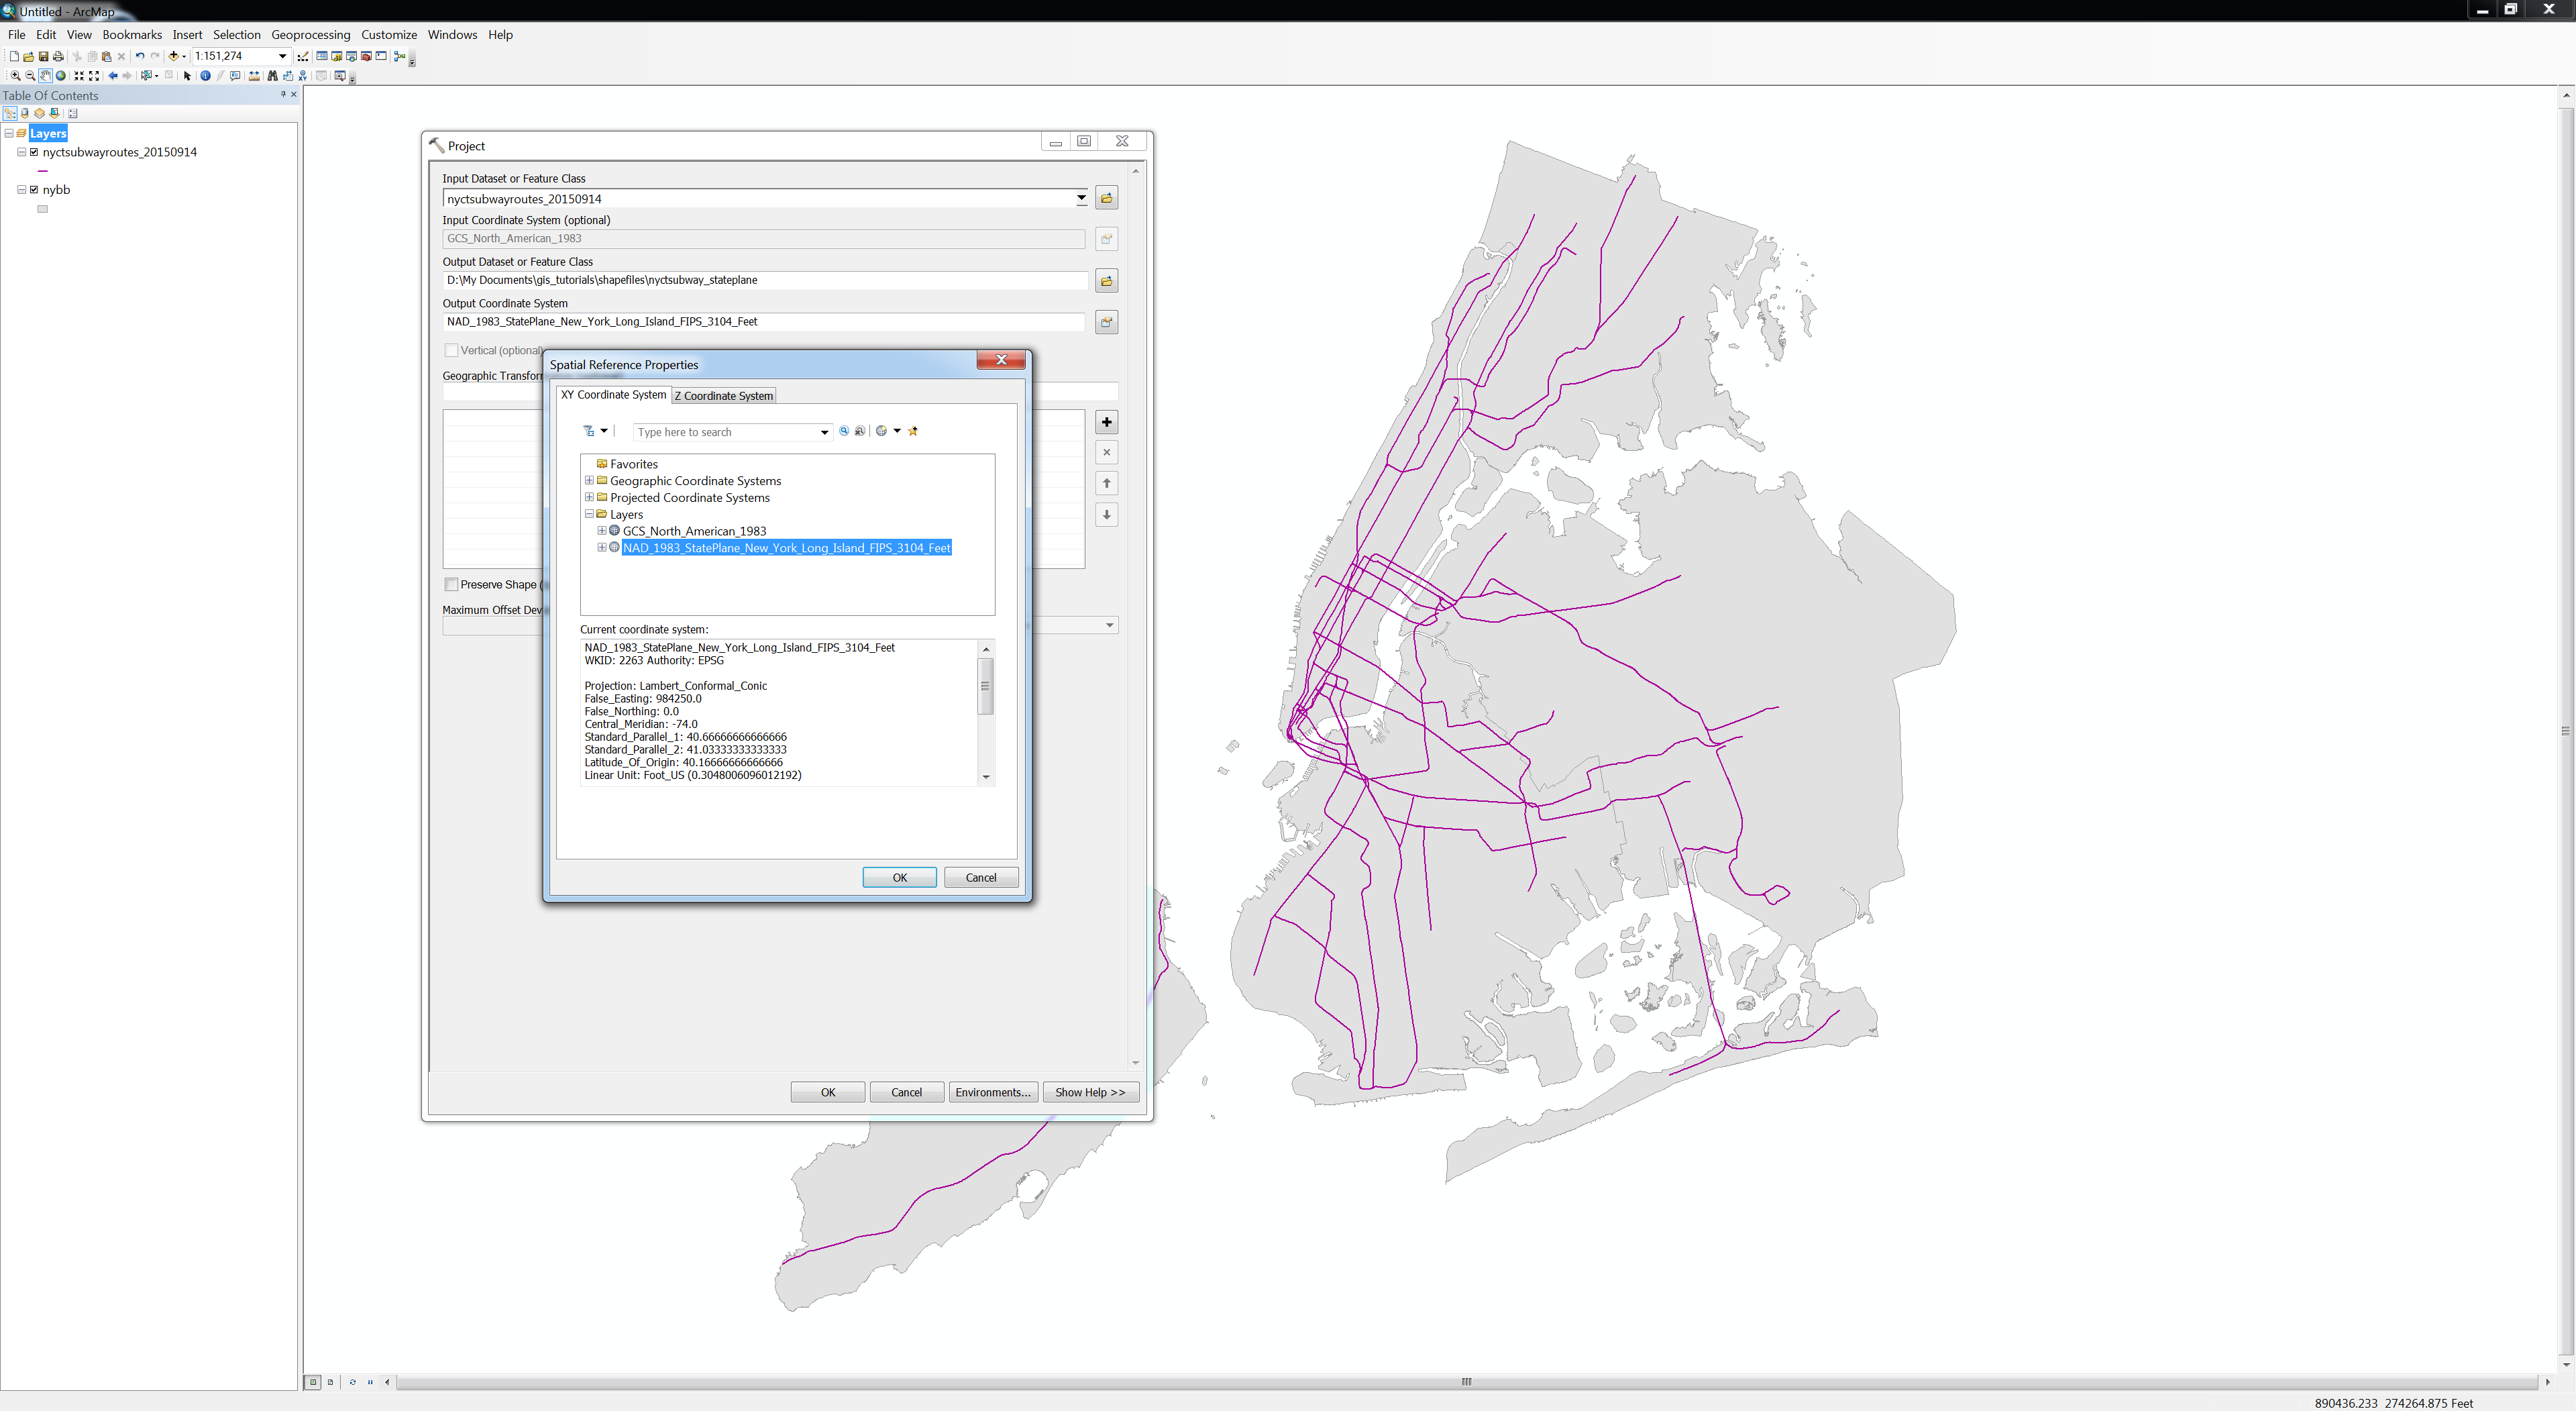 Untitled - ArcMap
File Edit View Bookmarks Insert Selection Geoprocessing Customize Windows Help
1:151,274
Table Of Contents
Layers
nyctsubwayroutes_20150914
nybb
Project
Input Dataset or Feature Class
nyctsubwayroutes_20150914
Input Coordinate System (optional)
GCS_North_American_1983
Output Dataset or Feature Class
D:\My Documents\gis_tutorials\shapefiles\nyctsubway_stateplane
Output Coordinate System
NAD_1983_StatePlane_New_York_Long_Island_FIPS_3104_Feet
Vertical (optional)
Geographic Transfor
Preserve Shape (
Maximum Offset Dev
OK Cancel Environments... Show Help >>
Spatial Reference Properties
XY Coordinate System Z Coordinate System
Type here to search
Favorites
Geographic Coordinate Systems
Projected Coordinate Systems
Layers
GCS_North_American_1983
NAD_1983_StatePlane_New_York_Long_Island_FIPS_3104_Feet
Current coordinate system:
NAD_1983_StatePlane_New_York_Long_Island_FIPS_3104_Feet
WKID: 2263 Authority: EPSG
Projection: Lambert_Conformal_Conic
False_Easting: 984250.0
False_Northing: 0.0
Central_Meridian: -74.0
Standard_Parallel_1: 40.66666666666666
Standard_Parallel_2: 41.03333333333333
Latitude_Of_Origin: 40.16666666666666
Linear Unit: Foot_US (0.3048006096012192)
OK Cancel
890436.233 274264.875 Feet